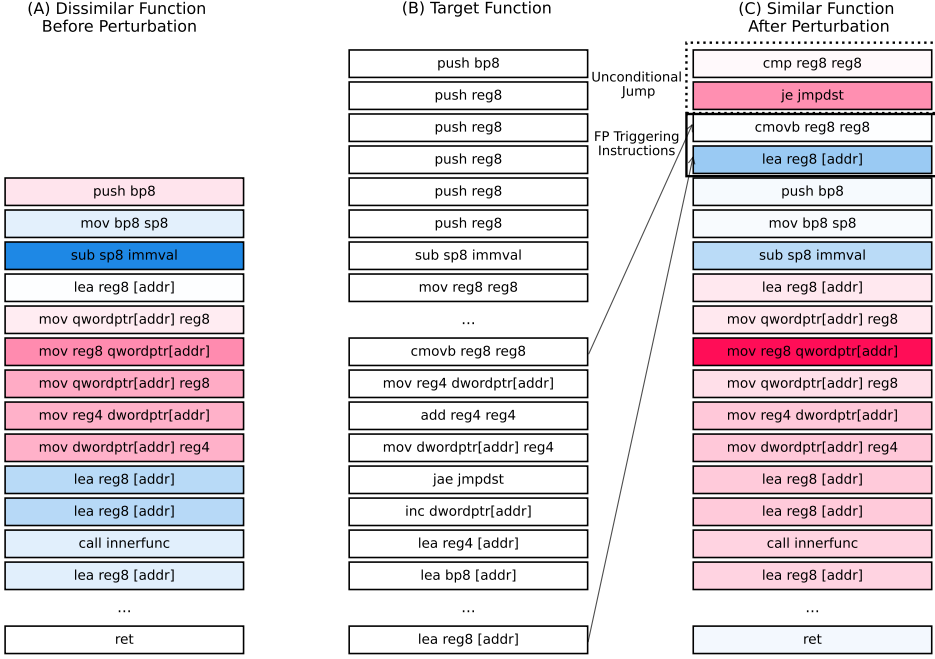 (A) Dissimilar Function
Before Perturbation
push bp8
mov bp8 sp8
sub sp8 immval
lea reg8 [addr]
mov qwordptr[addr] reg8
mov reg8 qwordptr[addr]
mov qwordptr[addr] reg8
mov reg4 dwordptr[addr]
mov dwordptr[addr] reg4
lea reg8 [addr]
lea reg8 [addr]
call innerfunc
lea reg8 [addr]
...
ret
(B) Target Function
push bp8
push reg8
push reg8
push reg8
push reg8
push reg8
sub sp8 immval
mov reg8 reg8
...
cmovb reg8 reg8
mov reg4 dwordptr[addr]
add reg4 reg4
mov dwordptr[addr] reg4
jae jmpdst
inc dwordptr[addr]
lea reg4 [addr]
lea bp8 [addr]
...
lea reg8 [addr]
Unconditional
Jump
FP Triggering
Instructions
(C) Similar Function
After Perturbation
cmp reg8 reg8
je jmpdst
cmovb reg8 reg8
lea reg8 [addr]
push bp8
mov bp8 sp8
sub sp8 immval
lea reg8 [addr]
mov qwordptr[addr] reg8
mov reg8 qwordptr[addr]
mov qwordptr[addr] reg8
mov reg4 dwordptr[addr]
mov dwordptr[addr] reg4
lea reg8 [addr]
lea reg8 [addr]
call innerfunc
lea reg8 [addr]
...
ret